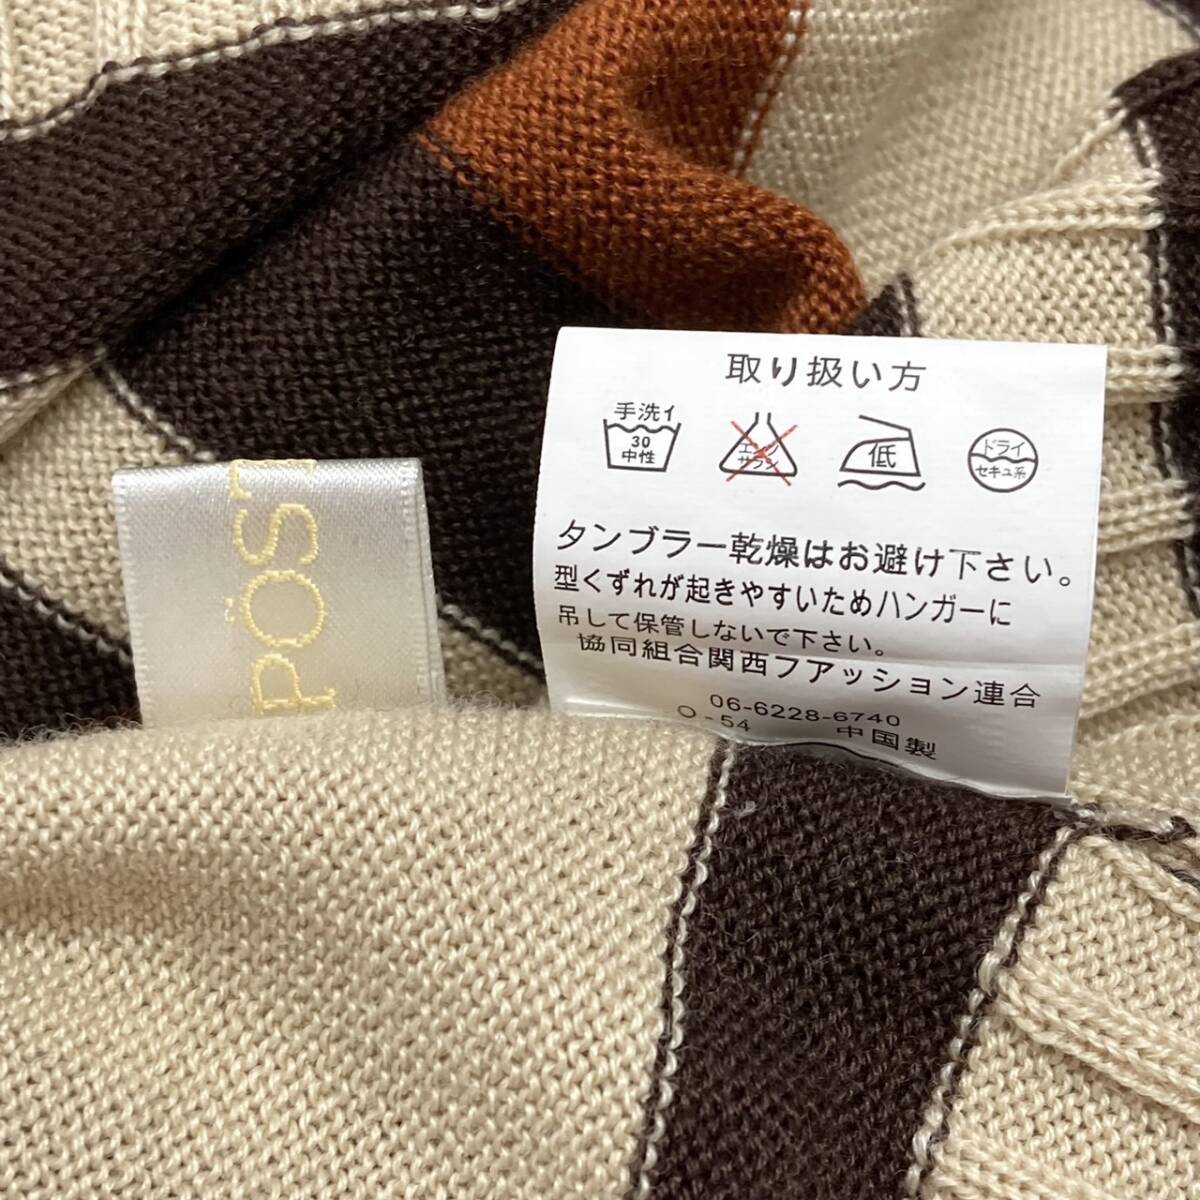 取り扱い方
手洗イ
30
中性
エンソ
サラシ
低
ドライ
セキユ系
タンブラー乾燥はお避け下さい。
型くずれが起きやすいためハンガーに
吊して保管しないで下さい。
協同組合関西フアッション連合
06-6228-6740
O-54 中国製
PÖST